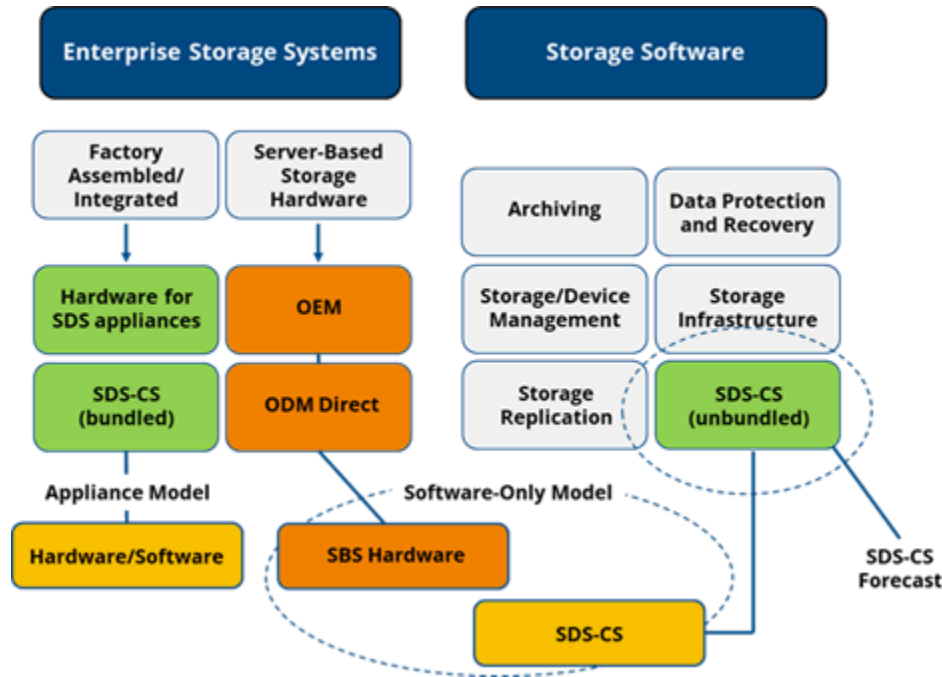 Enterprise Storage Systems
Storage Software
Factory
Assembled/
Integrated
Server-Based
Storage
Hardware
Archiving
Data Protection
and Recovery
Hardware for
SDS appliances
OEM
Storage/Device
Management
Storage
Infrastructure
SDS-CS
(bundled)
ODM Direct
Storage
Replication
SDS-CS
(unbundled)
Appliance Model
Software-Only Model
Hardware/Software
SBS Hardware
SDS-CS
Forecast
SDS-CS